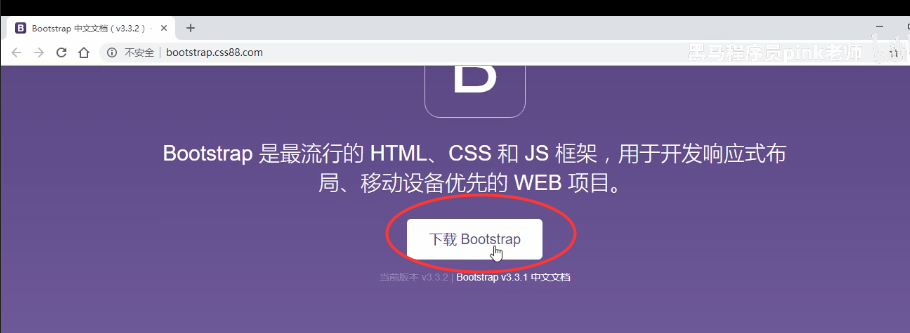 Bootstrap 中文文档（v3.3.2）
不安全 | bootstrap.css88.com
黑马程序员pink老师
B
Bootstrap 是最流行的 HTML、CSS 和 JS 框架，用于开发响应式布
局、移动设备优先的 WEB 项目。
下载 Bootstrap
当前版本 v3.3.2 | Bootstrap v3.3.1 中文文档